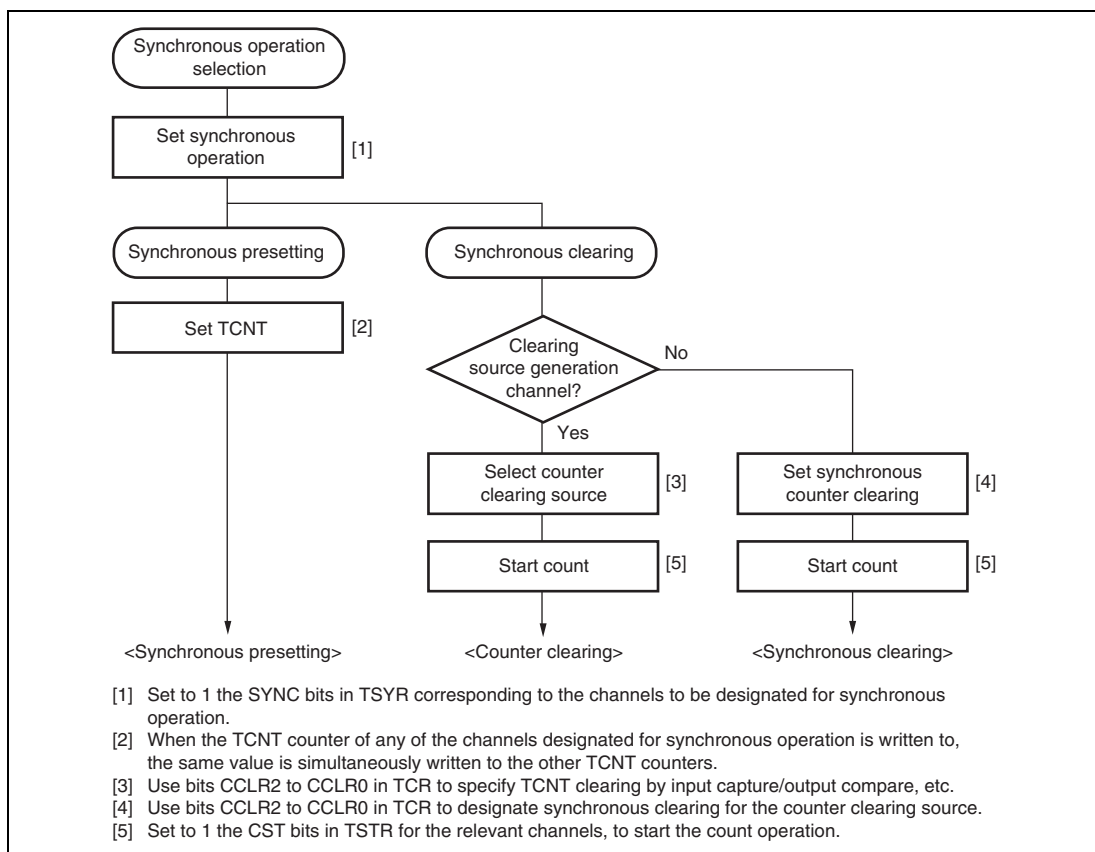 Synchronous operation
selection
Set synchronous
operation
[1]
Synchronous presetting
Synchronous clearing
Set TCNT
[2]
Clearing
source generation
channel?
No
Yes
Select counter
clearing source
[3]
Set synchronous
counter clearing
[4]
Start count
[5]
Start count
[5]
<Synchronous presetting>
<Counter clearing>
<Synchronous clearing>
[1] Set to 1 the SYNC bits in TSYR corresponding to the channels to be designated for synchronous
operation.
[2] When the TCNT counter of any of the channels designated for synchronous operation is written to,
the same value is simultaneously written to the other TCNT counters.
[3] Use bits CCLR2 to CCLR0 in TCR to specify TCNT clearing by input capture/output compare, etc.
[4] Use bits CCLR2 to CCLR0 in TCR to designate synchronous clearing for the counter clearing source.
[5] Set to 1 the CST bits in TSTR for the relevant channels, to start the count operation.